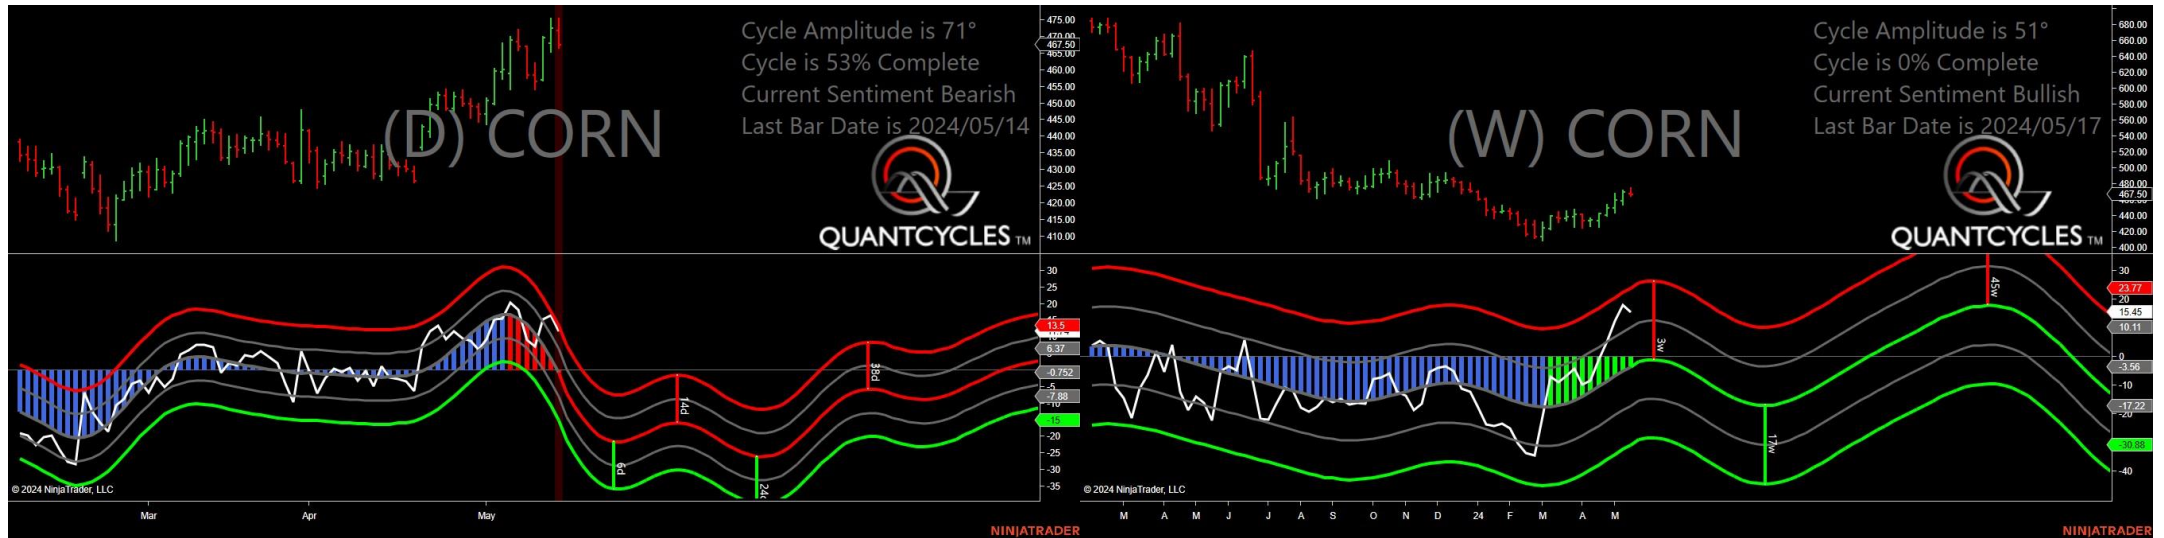 Cycle Amplitude is 71°
Cycle is 53% Complete
Current Sentiment Bearish
Last Bar Date is 2024/05/14
(D) CORN
QUANTCYCLES TM
475.00
470.00
467.50
465.00
460.00
455.00
450.00
445.00
440.00
435.00
430.00
425.00
420.00
415.00
410.00
30
25
20
13.5
6.37
-0.752
-5
-7.88
-10
-15
-20
-25
-30
-35
6d
14d
24d
38d
© 2024 NinjaTrader, LLC
Mar Apr May
NINJATRADER
Cycle Amplitude is 51°
Cycle is 0% Complete
Current Sentiment Bullish
Last Bar Date is 2024/05/17
(W) CORN
QUANTCYCLES TM
680.00
660.00
640.00
620.00
600.00
580.00
560.00
540.00
520.00
500.00
480.00
467.50
440.00
420.00
400.00
30
23.77
20
15.45
10.11
0
-3.56
-10
-17.22
-20
-30.88
-40
3w
17w
45w
© 2024 NinjaTrader, LLC
M A M J J A S O N D 24 F M A M
NINJATRADER